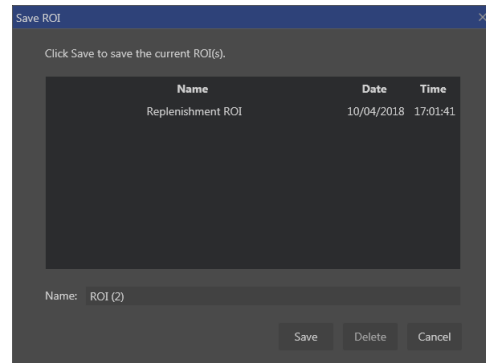 Save ROI
Click Save to save the current ROI(s).
Name Date Time
Replenishment ROI 10/04/2018 17:01:41
Name: ROI (2)
Save Delete Cancel